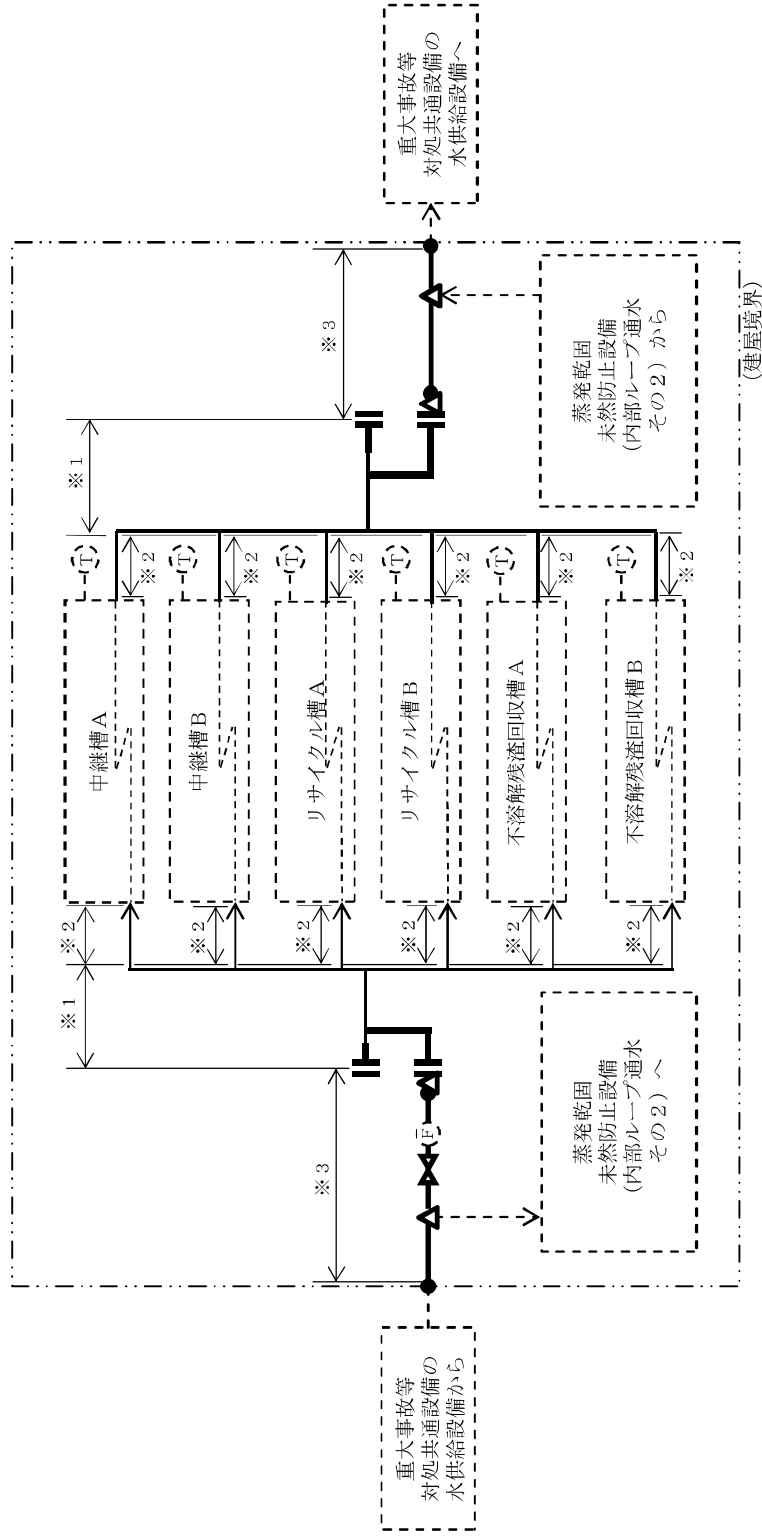 重大事故等
対処共通設備の
水供給設備から
※3
※1
※2
※2
※2
※2
※2
※2
F
蒸発乾固
未然防止設備
(内部ループ通水
その2)へ
中継槽A
中継槽B
リサイクル槽A
リサイクル槽B
不溶解残渣回収槽A
不溶解残渣回収槽B
T
T
T
T
T
T
※2
※2
※2
※2
※2
※2
※1
※3
蒸発乾固
未然防止設備
(内部ループ通水
その2)から
重大事故等
対処共通設備の
水供給設備へ
(建屋境界)